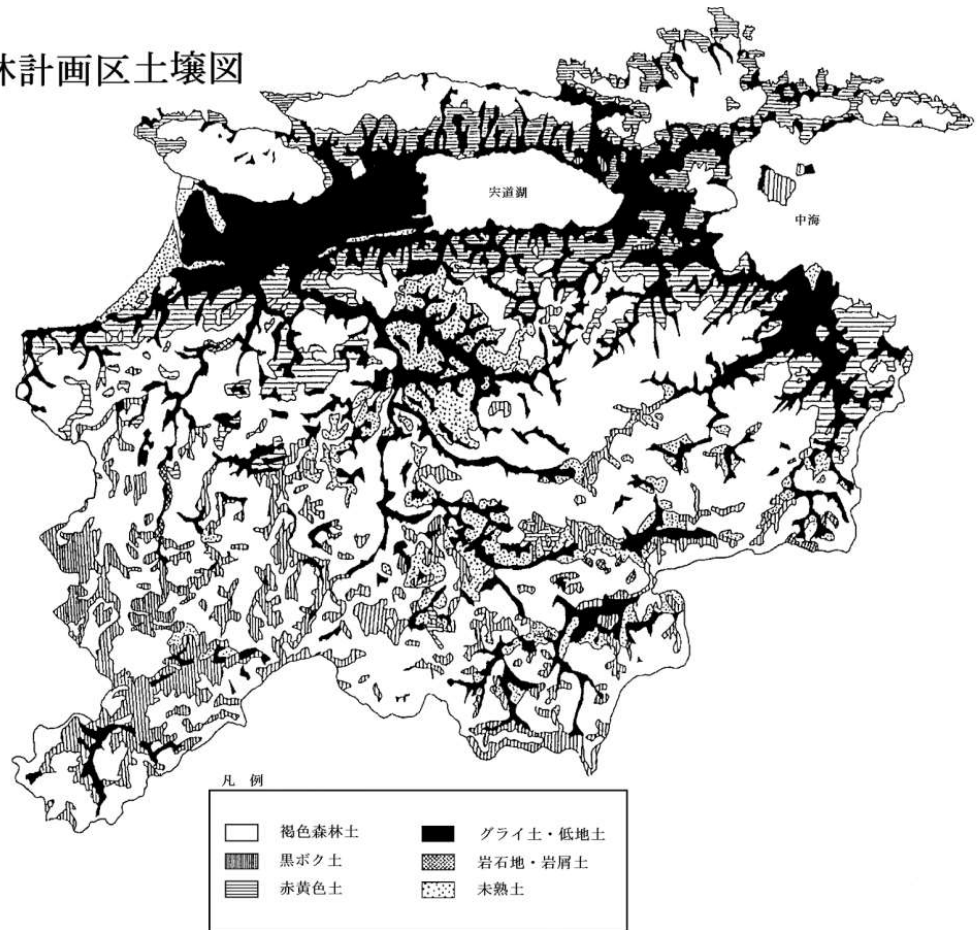 林計画区土壌図
宍道湖
中海
凡 例
褐色森林土
グライ土・低地土
黒ボク土
岩石地・岩屑土
赤黄色土
未熟土